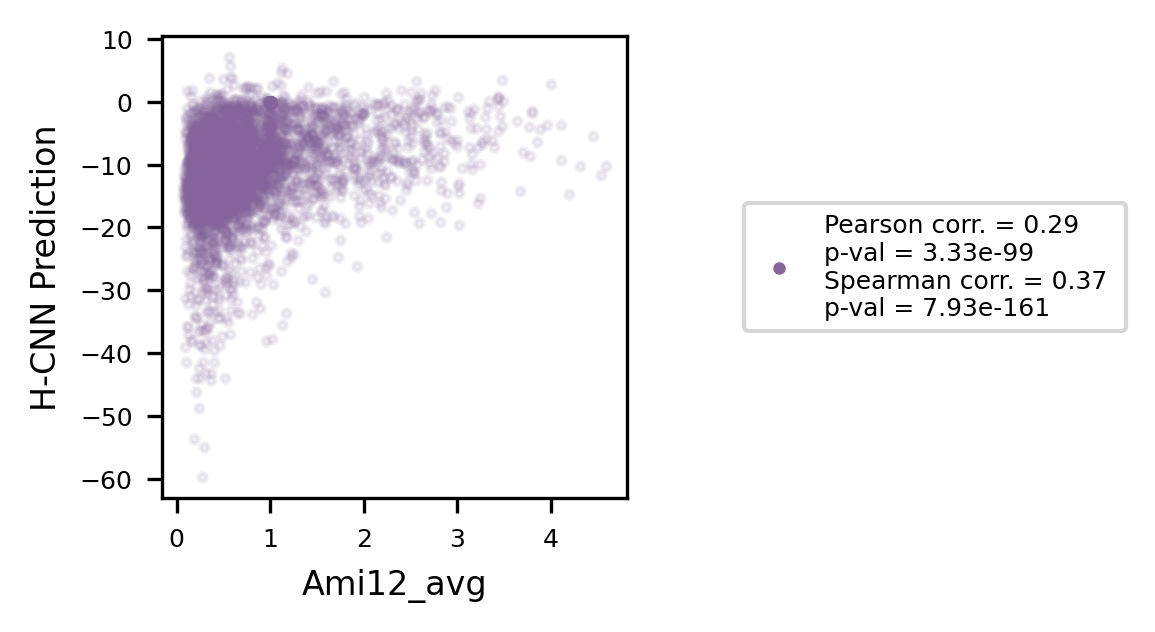 10
0
−10
−20
−30
−40
−50
−60
H-CNN Prediction
0 1 2 3 4
Ami12_avg
Pearson corr. = 0.29
p-val = 3.33e-99
Spearman corr. = 0.37
p-val = 7.93e-161